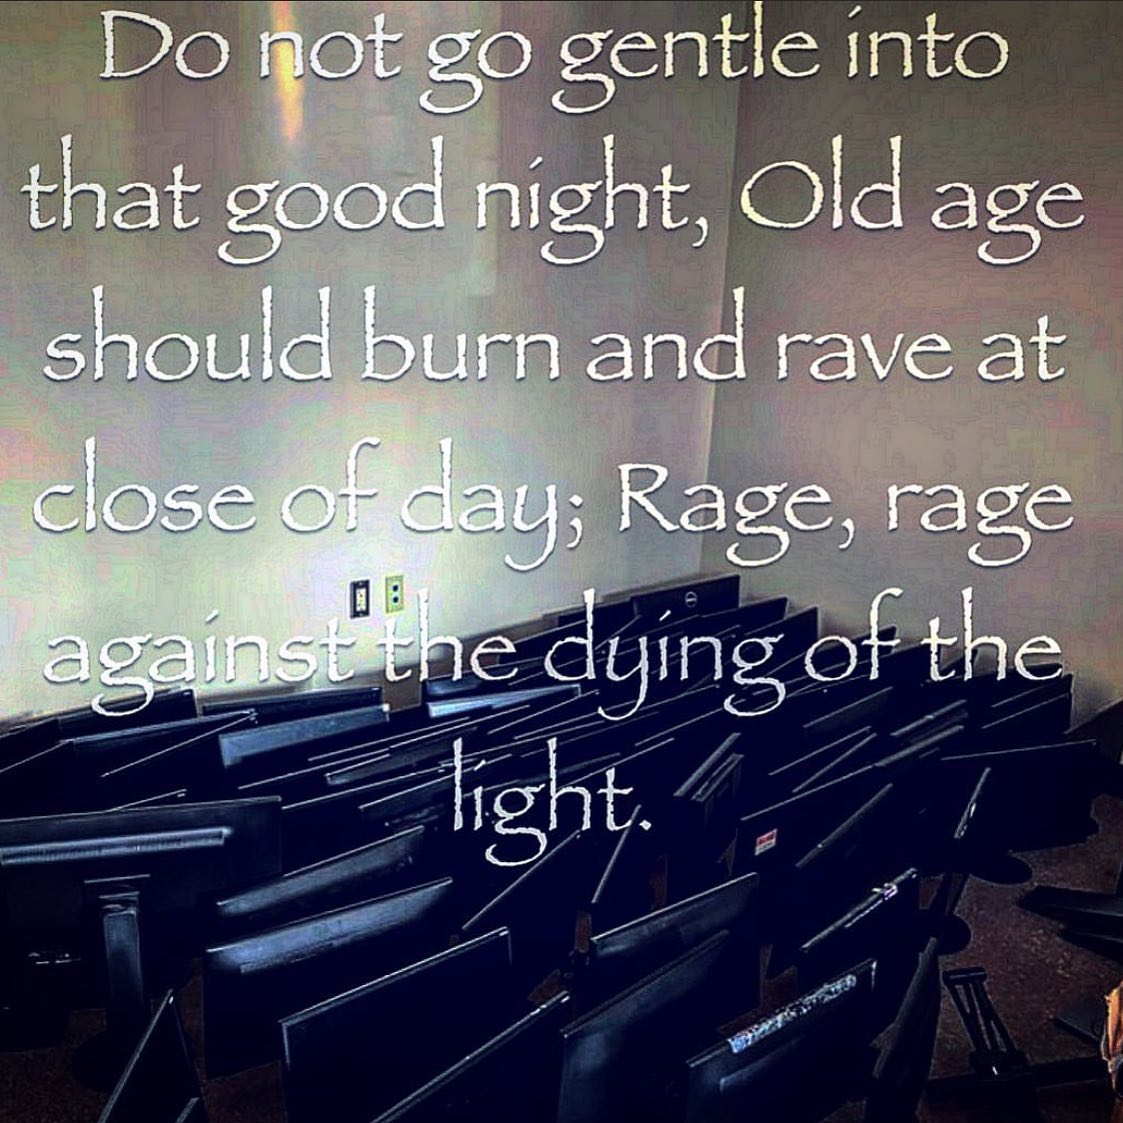 Do not go gentle into
that good night, Old age
should burn and rave at
close of day; Rage, rage
against the dying of the
light.